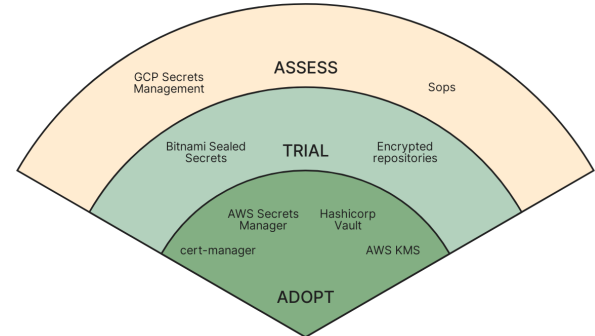 ASSESS
GCP Secrets
Management
Sops
TRIAL
Bitnami Sealed
Secrets
Encrypted
repositories
AWS Secrets
Manager
Hashicorp
Vault
cert-manager
AWS KMS
ADOPT